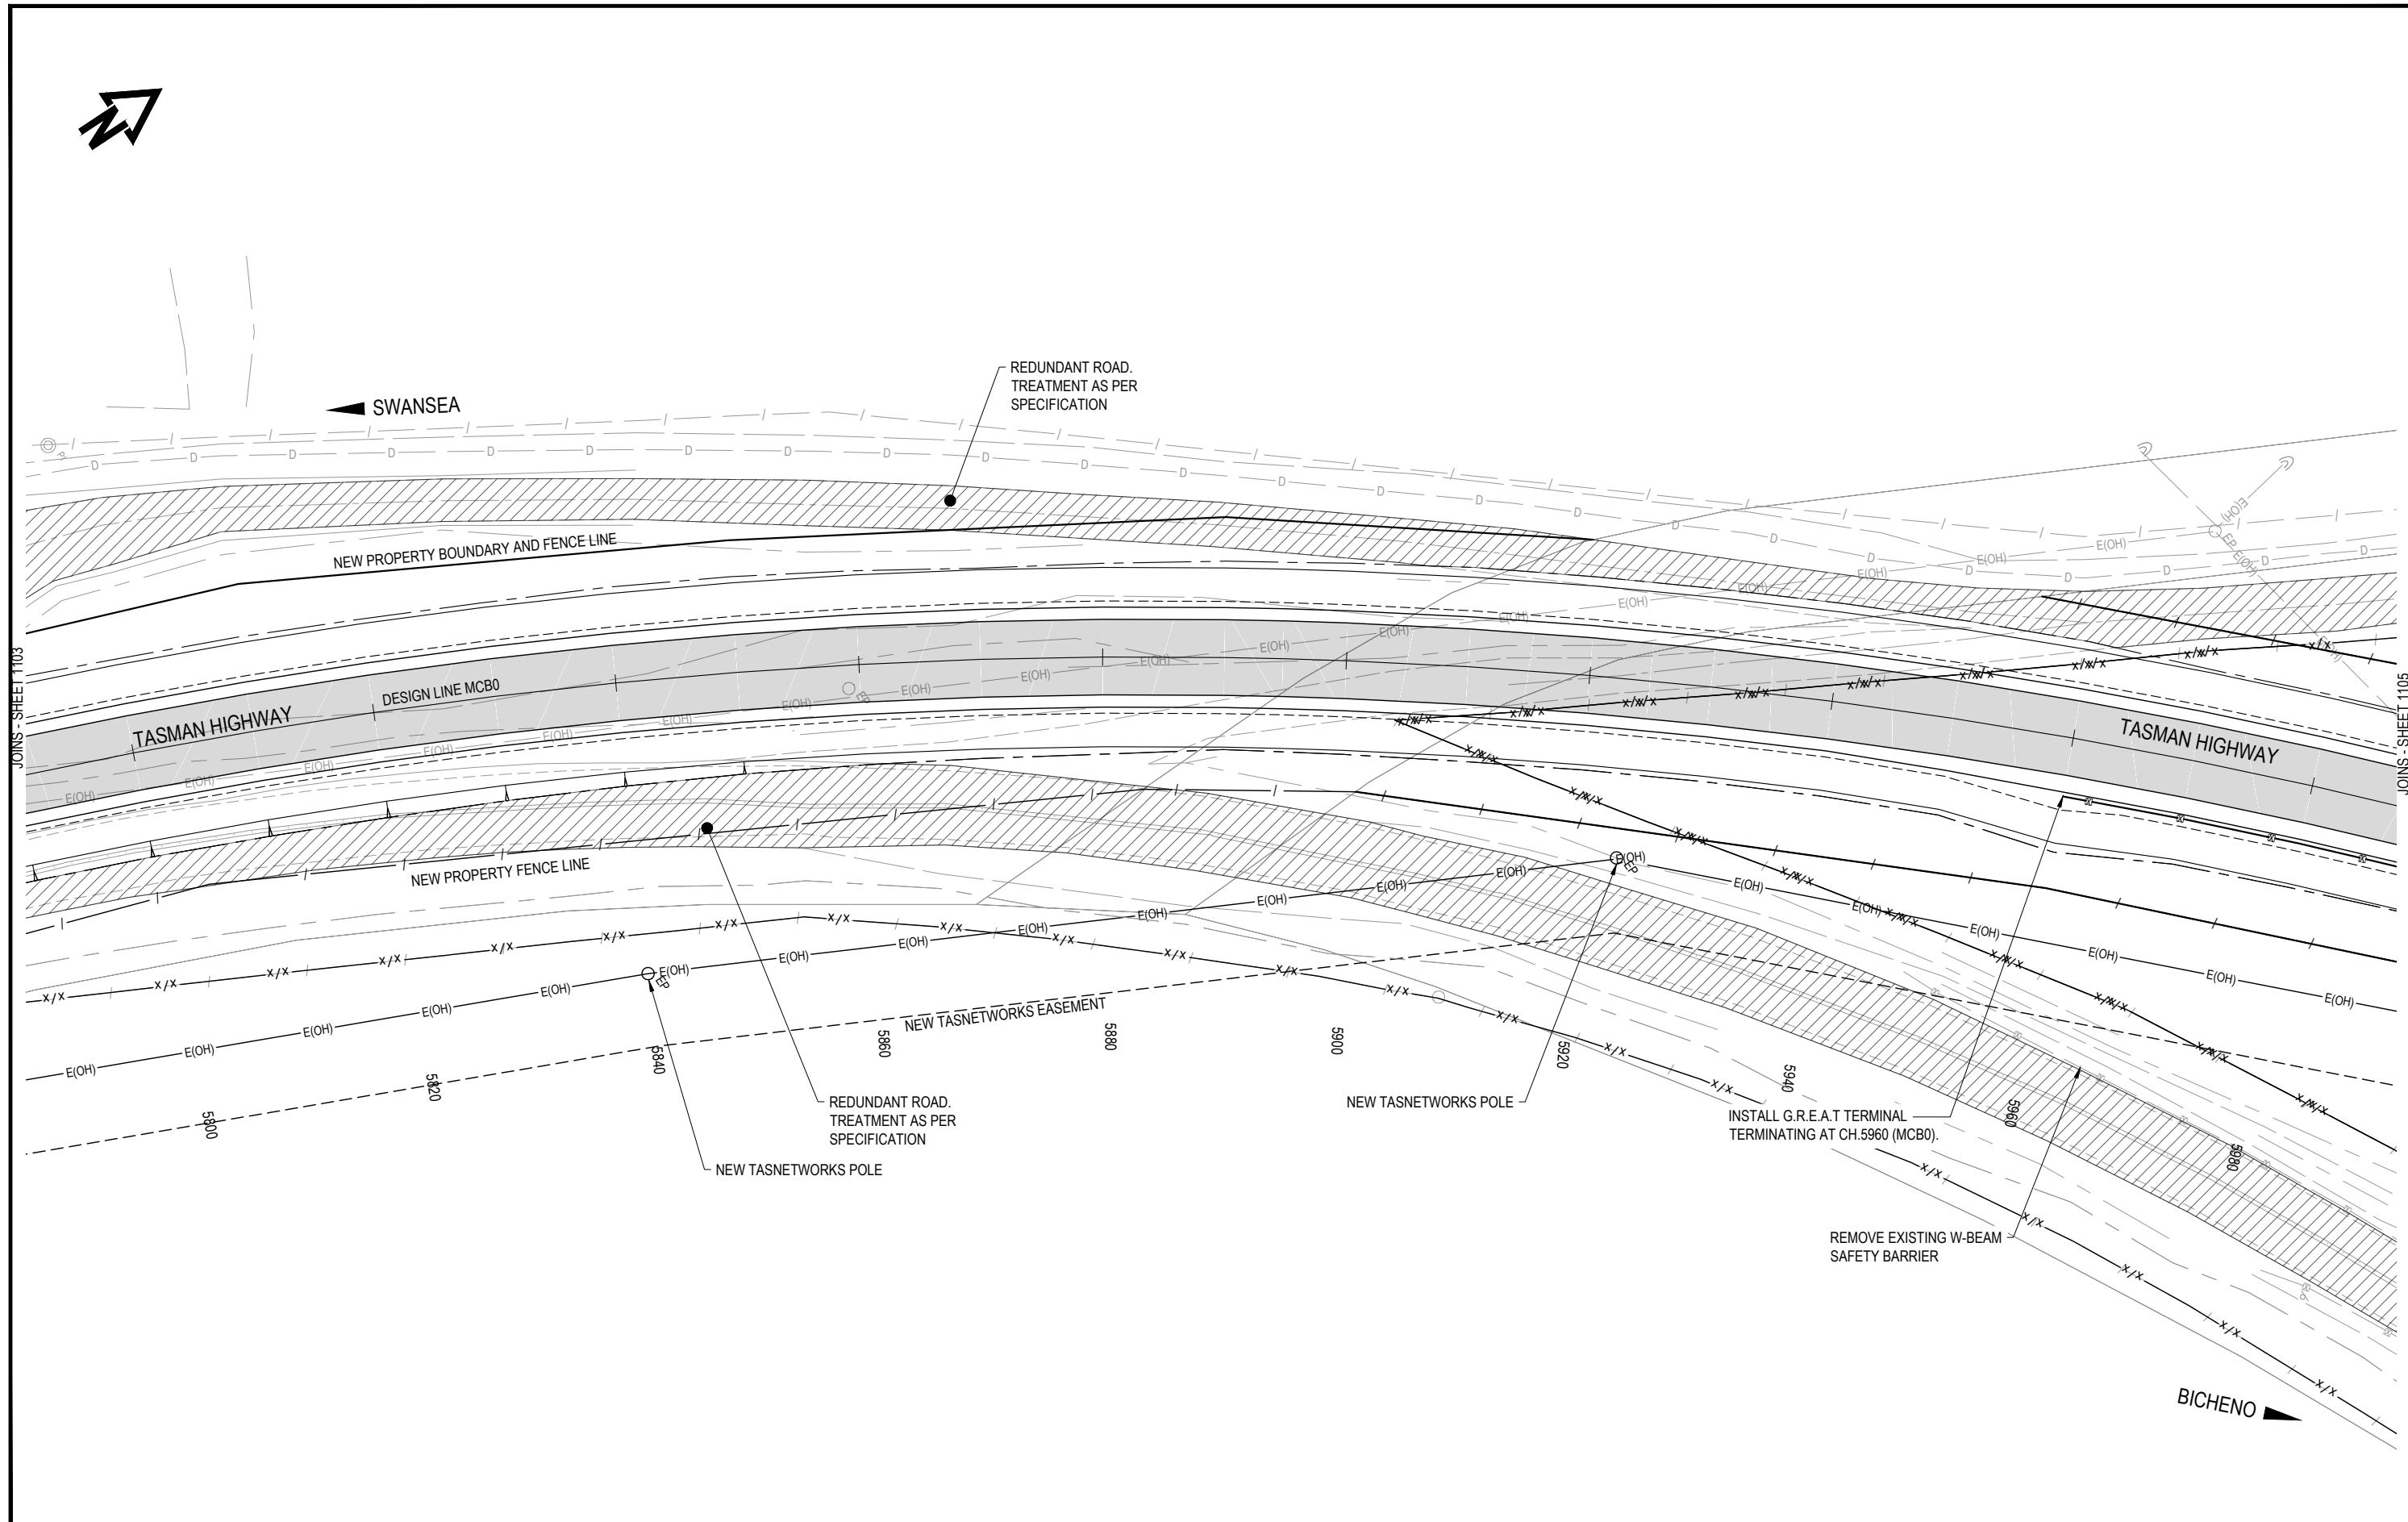 N
REDUNDANT ROAD.
TREATMENT AS PER
SPECIFICATION
SWANSEA
NEW PROPERTY BOUNDARY AND FENCE LINE
JOINS - SHEET 1103
TASMAN HIGHWAY
DESIGN LINE MCB0
TASMAN HIGHWAY
JOINS - SHEET 1105
NEW PROPERTY FENCE LINE
E(OH)
EP
D
x/x
NEW TASNETWORKS EASEMENT
5800
5820
5840
5860
5880
5900
5920
5940
5960
5980
REDUNDANT ROAD.
TREATMENT AS PER
SPECIFICATION
NEW TASNETWORKS POLE
NEW TASNETWORKS POLE
INSTALL G.R.E.A.T TERMINAL
TERMINATING AT CH.5960 (MCB0).
REMOVE EXISTING W-BEAM
SAFETY BARRIER
BICHENO